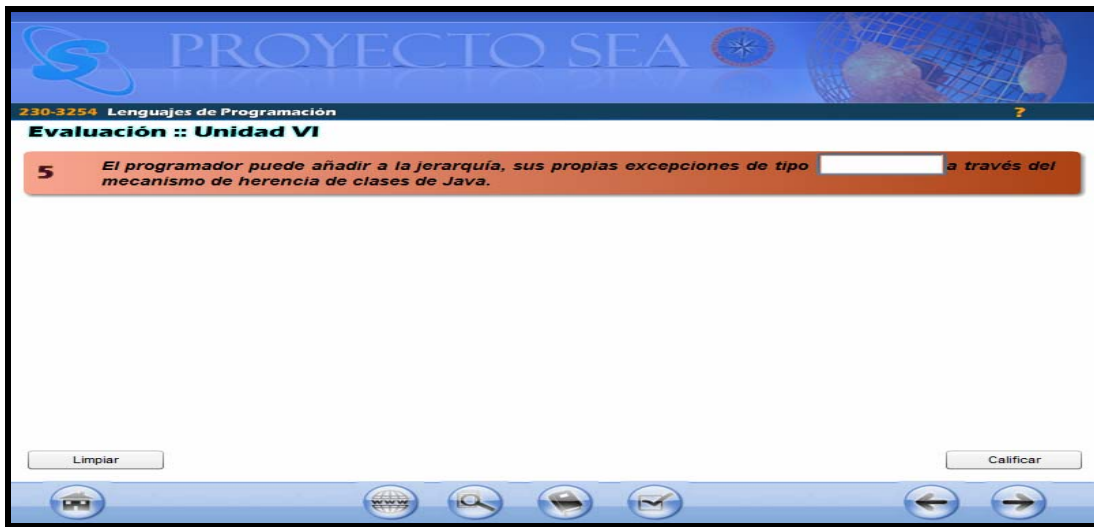 PROYECTO SEA
230-3254 Lenguajes de Programación ?
Evaluación :: Unidad VI
5 El programador puede añadir a la jerarquía, sus propias excepciones de tipo a través del
mecanismo de herencia de clases de Java.
Limpiar Calificar
www